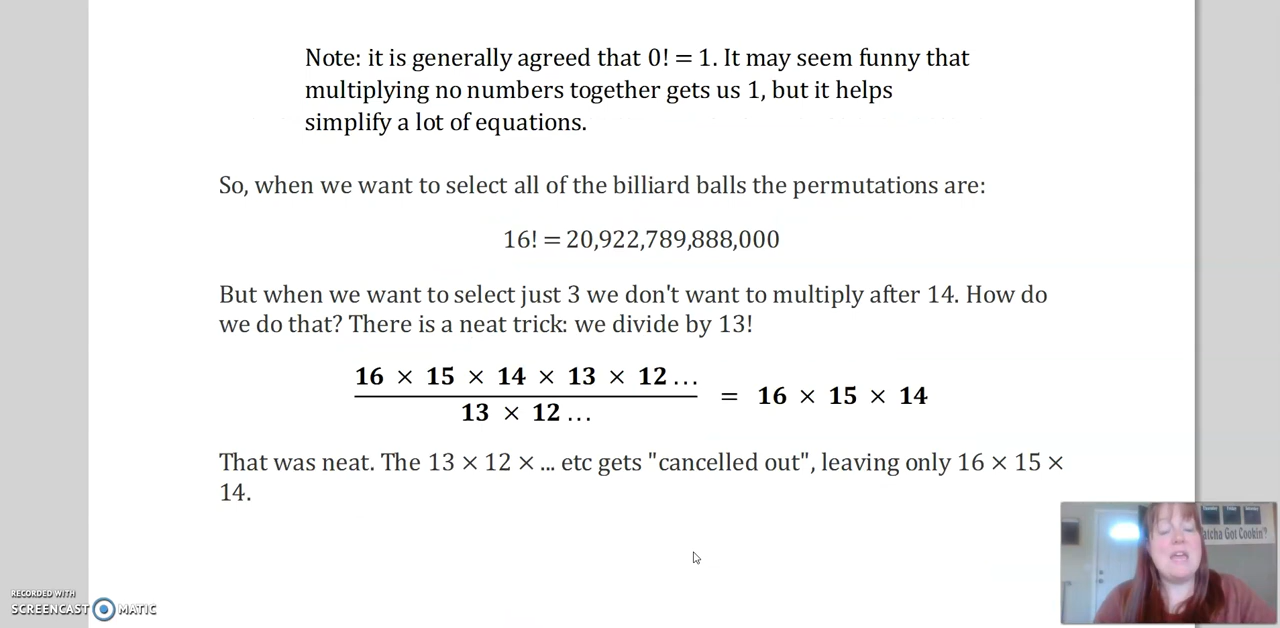 Note: it is generally agreed that 0! = 1. It may seem funny that
multiplying no numbers together gets us 1, but it helps
simplify a lot of equations.
So, when we want to select all of the billiard balls the permutations are:
16! = 20,922,789,888,000
But when we want to select just 3 we don't want to multiply after 14. How do
we do that? There is a neat trick: we divide by 13!
16 × 15 × 14 × 13 × 12 ...
13 × 12 ...
= 16 × 15 × 14
That was neat. The 13 × 12 × ... etc gets "cancelled out", leaving only 16 × 15 ×
14.
atcha Got Cookin'?
RECORDED WITH
SCREENCAST MATIC